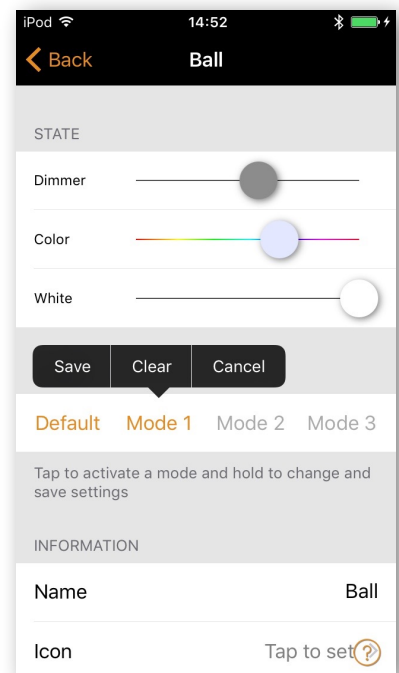 iPod 14:52
Back Ball
STATE
Dimmer
Color
White
Save Clear Cancel
Default Mode 1 Mode 2 Mode 3
Tap to activate a mode and hold to change and
save settings
INFORMATION
Name Ball
Icon Tap to set ?